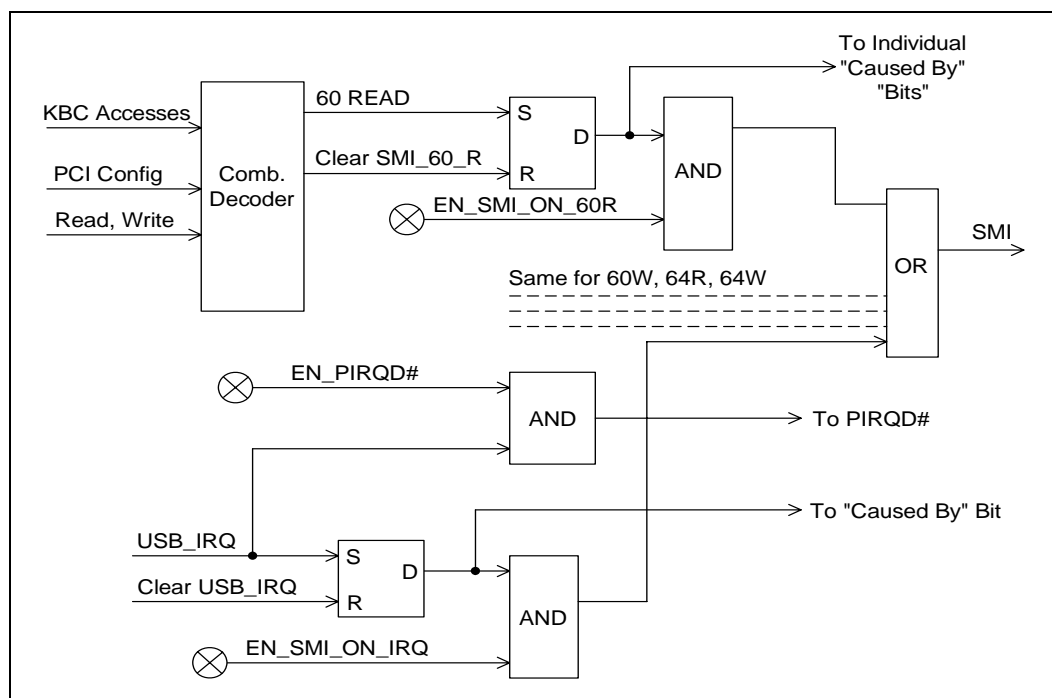 To Individual
"Caused By"
"Bits"
KBC Accesses
60 READ
S
D
PCI Config
Comb.
Decoder
Clear SMI_60_R
R
AND
Read, Write
EN_SMI_ON_60R
SMI
OR
Same for 60W, 64R, 64W
EN_PIRQD#
AND
To PIRQD#
USB_IRQ
S
D
To "Caused By" Bit
Clear USB_IRQ
R
AND
EN_SMI_ON_IRQ